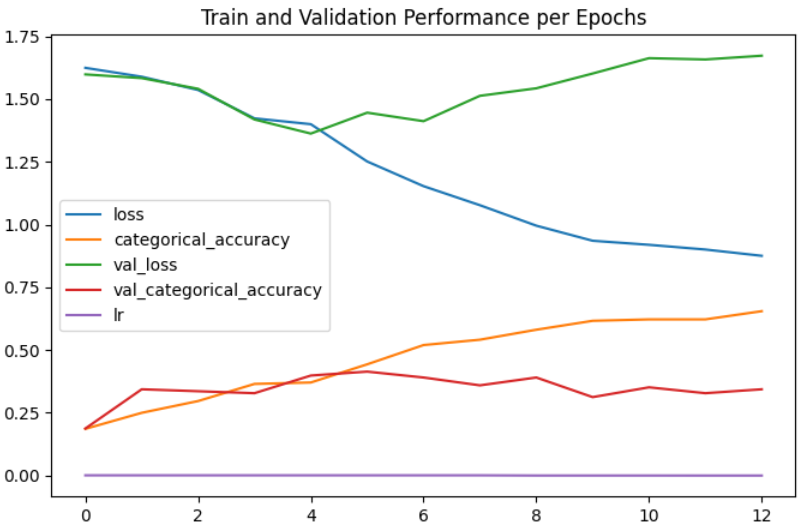 Train and Validation Performance per Epochs
1.75
1.50
1.25
1.00
0.75
0.50
0.25
0.00
loss
categorical_accuracy
val_loss
val_categorical_accuracy
lr
0 2 4 6 8 10 12